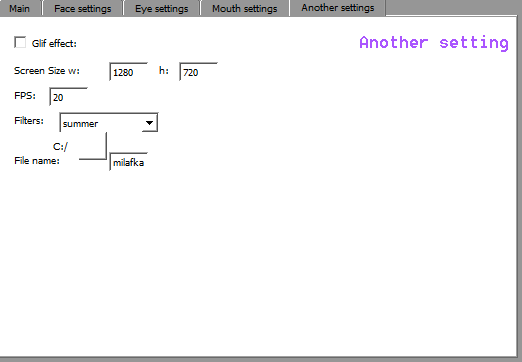 Main Face settings Eye settings Mouth settings Another settings
Glif effect: Another setting
Screen Size w: 1280 h: 720
FPS: 20
Filters: summer
C:/
File name: milafka